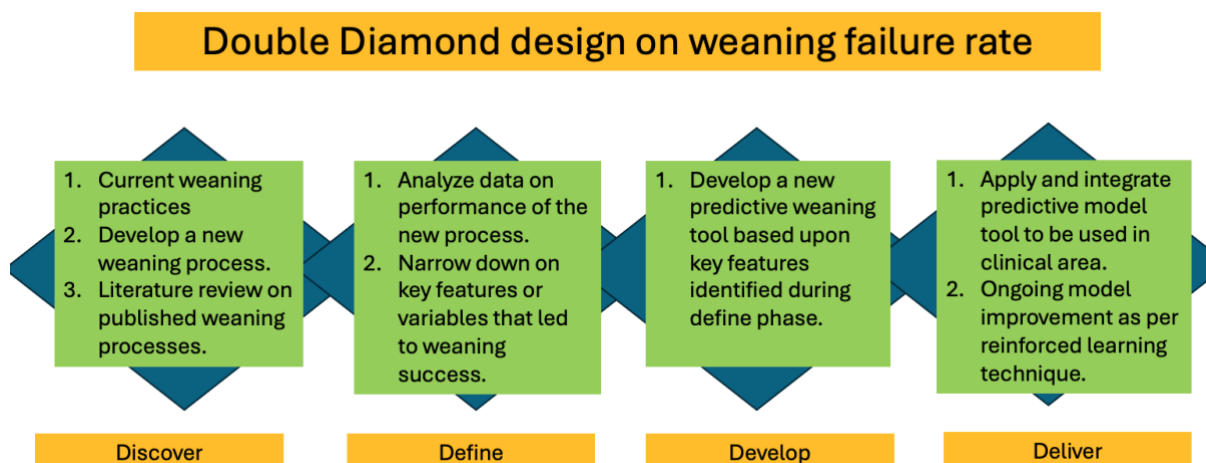 Double Diamond design on weaning failure rate
1. Current weaning
practices
2. Develop a new
weaning process.
3. Literature review on
published weaning
processes.
1. Analyze data on
performance of the
new process.
2. Narrow down on
key features or
variables that led
to weaning
success.
1. Develop a new
predictive weaning
tool based upon
key features
identified during
define phase.
1. Apply and integrate
predictive model
tool to be used in
clinical area.
2. Ongoing model
improvement as per
reinforced learning
technique.
Discover
Define
Develop
Deliver